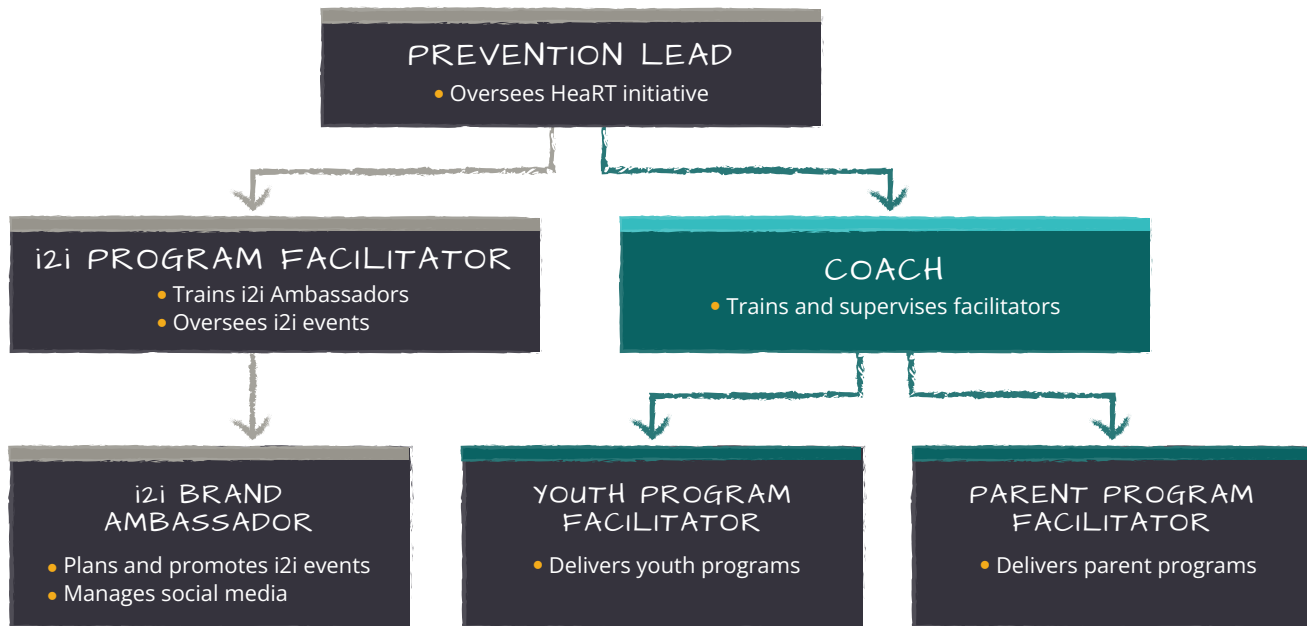 PREVENTION LEAD
• Oversees HeaRT initiative
i2i PROGRAM FACILITATOR
• Trains i2i Ambassadors
• Oversees i2i events
COACH
• Trains and supervises facilitators
i2i BRAND
AMBASSADOR
• Plans and promotes i2i events
• Manages social media
YOUTH PROGRAM
FACILITATOR
• Delivers youth programs
PARENT PROGRAM
FACILITATOR
• Delivers parent programs